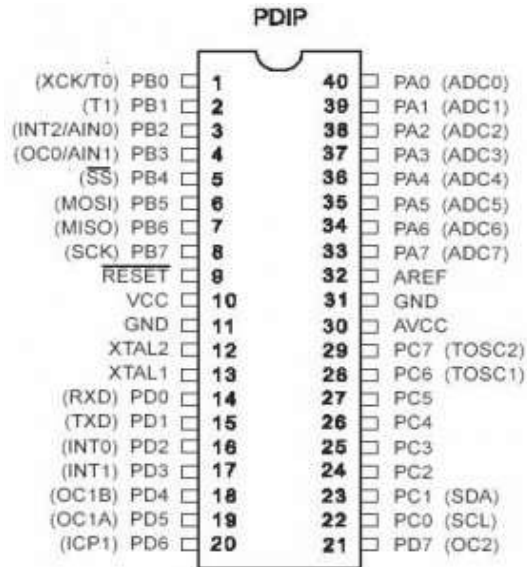 PDIP
(XCK/T0) PB0 1 40 PA0 (ADC0)
(T1) PB1 2 39 PA1 (ADC1)
(INT2/AIN0) PB2 3 38 PA2 (ADC2)
(OC0/AIN1) PB3 4 37 PA3 (ADC3)
(SS) PB4 5 36 PA4 (ADC4)
(MOSI) PB5 6 35 PA5 (ADC5)
(MISO) PB6 7 34 PA6 (ADC6)
(SCK) PB7 8 33 PA7 (ADC7)
RESET 9 32 AREF
VCC 10 31 GND
GND 11 30 AVCC
XTAL2 12 29 PC7 (TOSC2)
XTAL1 13 28 PC6 (TOSC1)
(RXD) PD0 14 27 PC5
(TXD) PD1 15 26 PC4
(INT0) PD2 16 25 PC3
(INT1) PD3 17 24 PC2
(OC1B) PD4 18 23 PC1 (SDA)
(OC1A) PD5 19 22 PC0 (SCL)
(ICP1) PD6 20 21 PD7 (OC2)